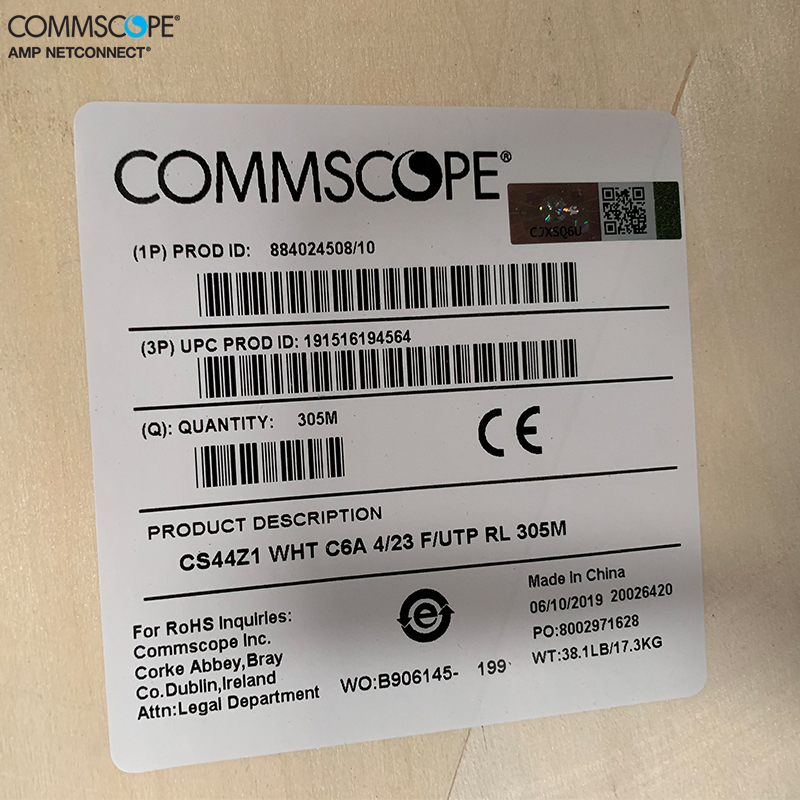 COMMSCOPE®
AMP NETCONNECT®
COMMSCOPE®
CJXSQ6U
(1P) PROD ID: 884024508/10
(3P) UPC PROD ID: 191516194564
(Q): QUANTITY: 305M
CE
PRODUCT DESCRIPTION
CS44Z1 WHT C6A 4/23 F/UTP RL 305M
For RoHS Inquiries:
Commscope Inc.
Corke Abbey,Bray
Co.Dublin,Ireland
Attn:Legal Department
e
WO:B906145- 199
Made in China
06/10/2019 20026420
PO:8002971628
WT:38.1LB/17.3KG